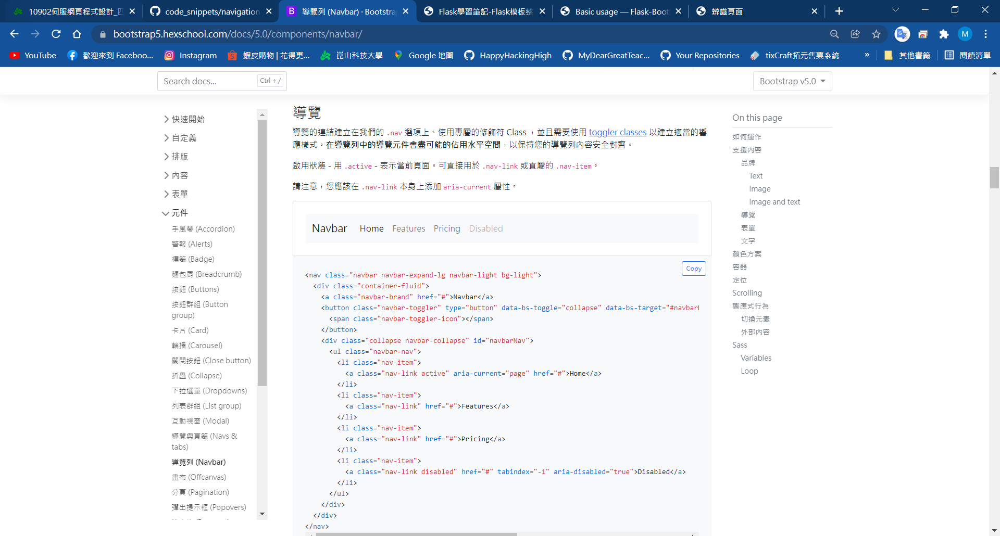 10902伺服網頁程式設計_四
code_snippets/navigation
導覽列 (Navbar) · Bootstrap
Flask學習筆記-Flask模板整
Basic usage — Flask-Boot
辨識頁面
bootstrap5.hexschool.com/docs/5.0/components/navbar/
M
YouTube
歡迎來到 Faceboo...
Instagram
蝦皮購物 | 花得更...
崑山科技大學
Google 地圖
HappyHackingHigh
MyDearGreatTeac...
Your Repositories
tixCraft拓元售票系統
»
其他書籤
閱讀清單
Search docs...
Ctrl + /
Bootstrap v5.0
快速開始
自定義
排版
內容
表單
元件
手風琴 (Accordion)
警報 (Alerts)
標籤 (Badge)
麵包屑 (Breadcrumb)
按鈕 (Buttons)
按鈕群組 (Button
group)
卡片 (Card)
輪播 (Carousel)
關閉按鈕 (Close button)
折疊 (Collapse)
下拉選單 (Dropdowns)
列表群組 (List group)
互動視窗 (Modal)
導覽與頁籤 (Navs &
tabs)
導覽列 (Navbar)
畫布 (Offcanvas)
分頁 (Pagination)
彈出提示框 (Popovers)
導覽
導覽的連結建立在我們的 .nav 選項上、使用專屬的修飾符 Class ，並且需要使用 toggler classes 以建立適當的響
應樣式。在導覽列中的導覽元件會盡可能的佔用水平空間，以保持您的導覽列內容安全對齊。
啟用狀態 - 用 .active - 表示當前頁面。可直接用於 .nav-link 或直屬的 .nav-item。
請注意，您應該在 .nav-link 本身上添加 aria-current 屬性。
Navbar Home Features Pricing Disabled
Copy
<nav class="navbar navbar-expand-lg navbar-light bg-light">
<div class="container-fluid">
<a class="navbar-brand" href="#">Navbar</a>
<button class="navbar-toggler" type="button" data-bs-toggle="collapse" data-bs-target="#navbar
<span class="navbar-toggler-icon"></span>
</button>
<div class="collapse navbar-collapse" id="navbarNav">
<ul class="navbar-nav">
<li class="nav-item">
<a class="nav-link active" aria-current="page" href="#">Home</a>
</li>
<li class="nav-item">
<a class="nav-link" href="#">Features</a>
</li>
<li class="nav-item">
<a class="nav-link" href="#">Pricing</a>
</li>
<li class="nav-item">
<a class="nav-link disabled" href="#" tabindex="-1" aria-disabled="true">Disabled</a>
</li>
</ul>
</div>
</div>
</nav>
On this page
如何運作
支援內容
品牌
Text
Image
Image and text
導覽
表單
文字
顏色方案
容器
定位
Scrolling
響應式行為
切換元素
外部內容
Sass
Variables
Loop